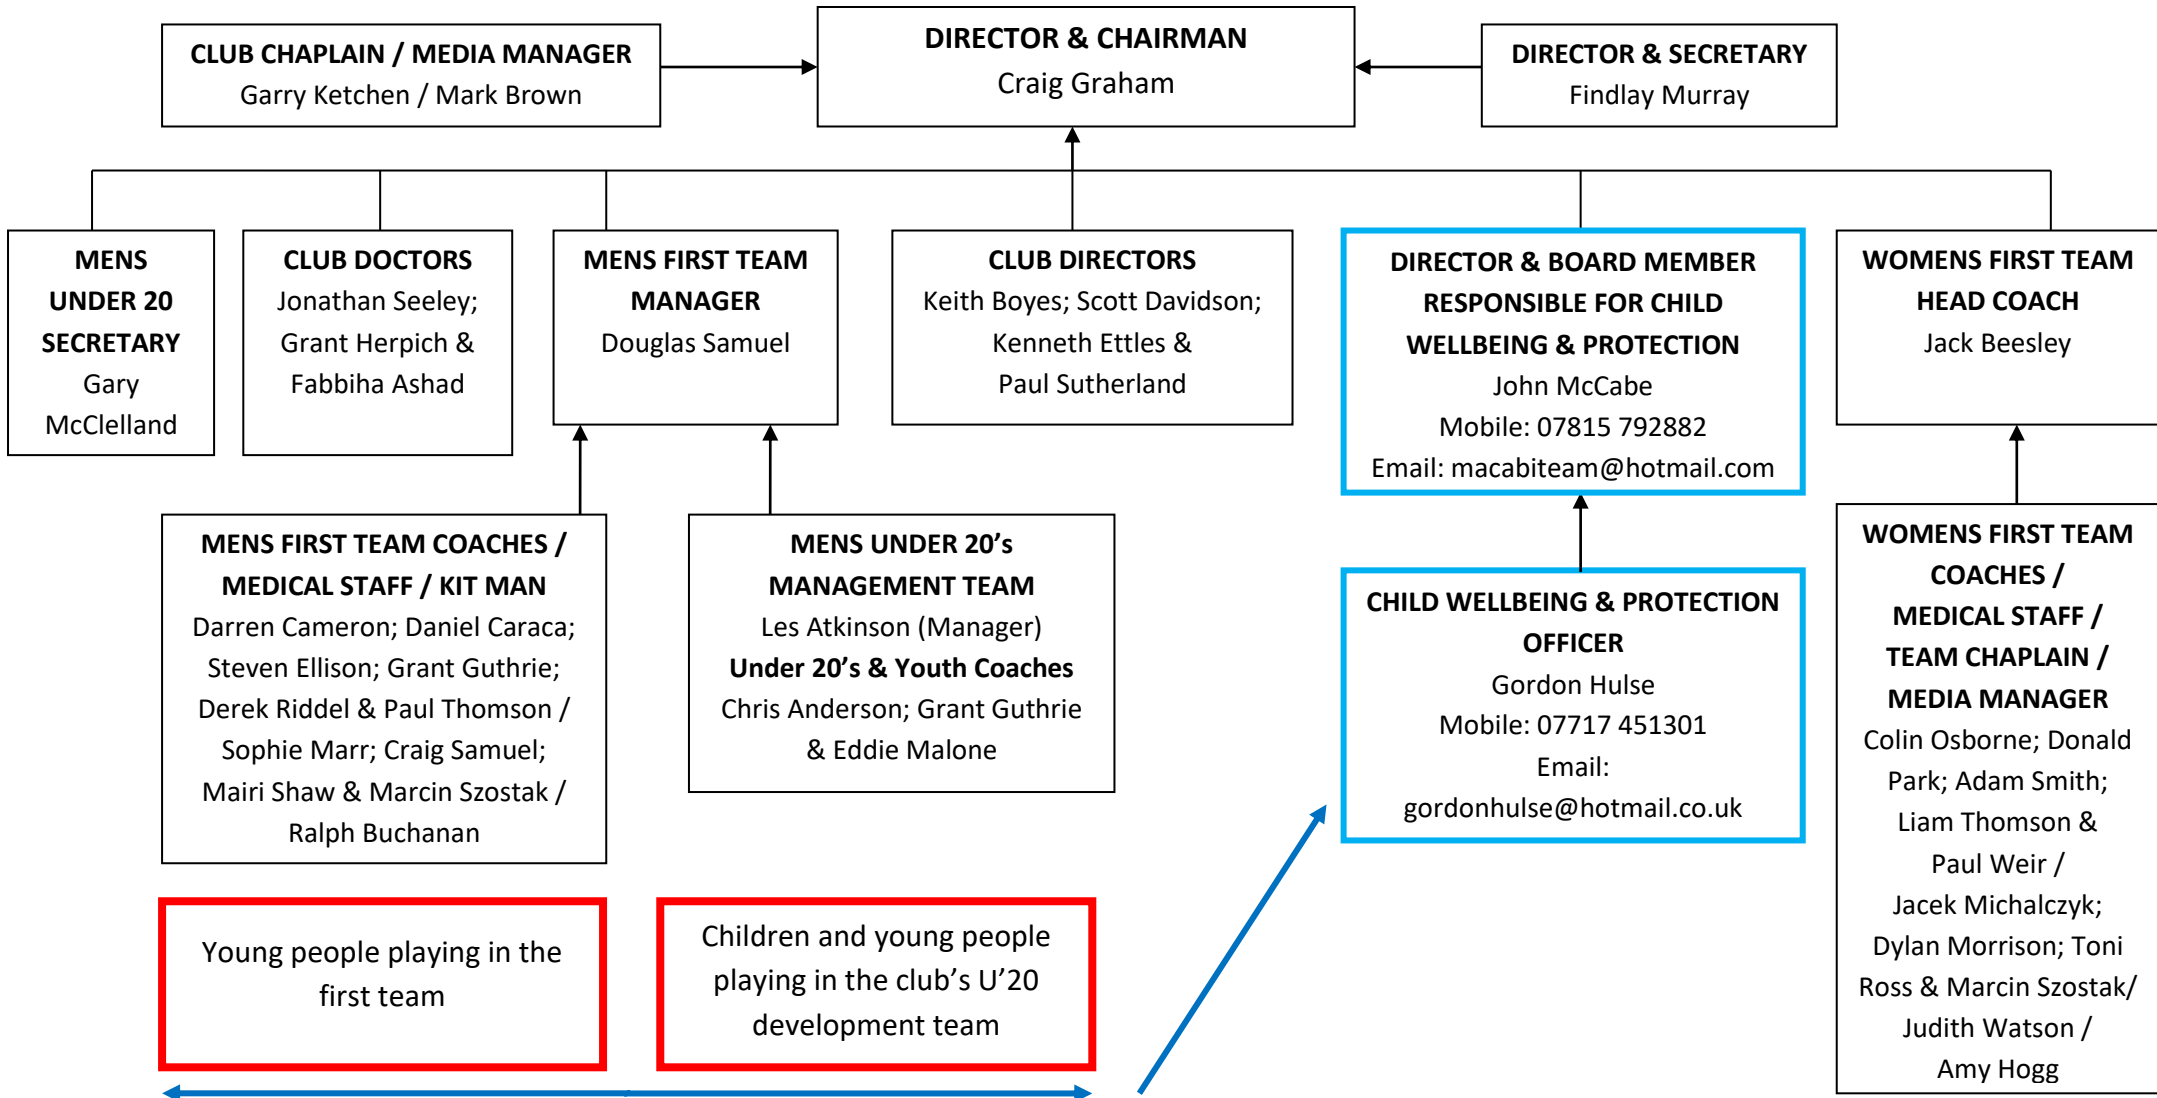 CLUB CHAPLAIN / MEDIA MANAGER
Garry Ketchen / Mark Brown
DIRECTOR & CHAIRMAN
Craig Graham
DIRECTOR & SECRETARY
Findlay Murray
MENS
UNDER 20
SECRETARY
Gary
McClelland
CLUB DOCTORS
Jonathan Seeley;
Grant Herpich &
Fabbiha Ashad
MENS FIRST TEAM
MANAGER
Douglas Samuel
CLUB DIRECTORS
Keith Boyes; Scott Davidson;
Kenneth Ettles &
Paul Sutherland
DIRECTOR & BOARD MEMBER
RESPONSIBLE FOR CHILD
WELLBEING & PROTECTION
John McCabe
Mobile: 07815 792882
Email: macabiteam@hotmail.com
WOMENS FIRST TEAM
HEAD COACH
Jack Beesley
MENS FIRST TEAM COACHES /
MEDICAL STAFF / KIT MAN
Darren Cameron; Daniel Caraca;
Steven Ellison; Grant Guthrie;
Derek Riddel & Paul Thomson /
Sophie Marr; Craig Samuel;
Mairi Shaw & Marcin Szostak /
Ralph Buchanan
MENS UNDER 20's
MANAGEMENT TEAM
Les Atkinson (Manager)
Under 20's & Youth Coaches
Chris Anderson; Grant Guthrie
& Eddie Malone
CHILD WELLBEING & PROTECTION
OFFICER
Gordon Hulse
Mobile: 07717 451301
Email:
gordonhulse@hotmail.co.uk
WOMENS FIRST TEAM
COACHES /
MEDICAL STAFF /
TEAM CHAPLAIN /
MEDIA MANAGER
Colin Osborne; Donald
Park; Adam Smith;
Liam Thomson &
Paul Weir /
Jacek Michalczyk;
Dylan Morrison; Toni
Ross & Marcin Szostak/
Judith Watson /
Amy Hogg
Young people playing in the
first team
Children and young people
playing in the club’s U’20
development team